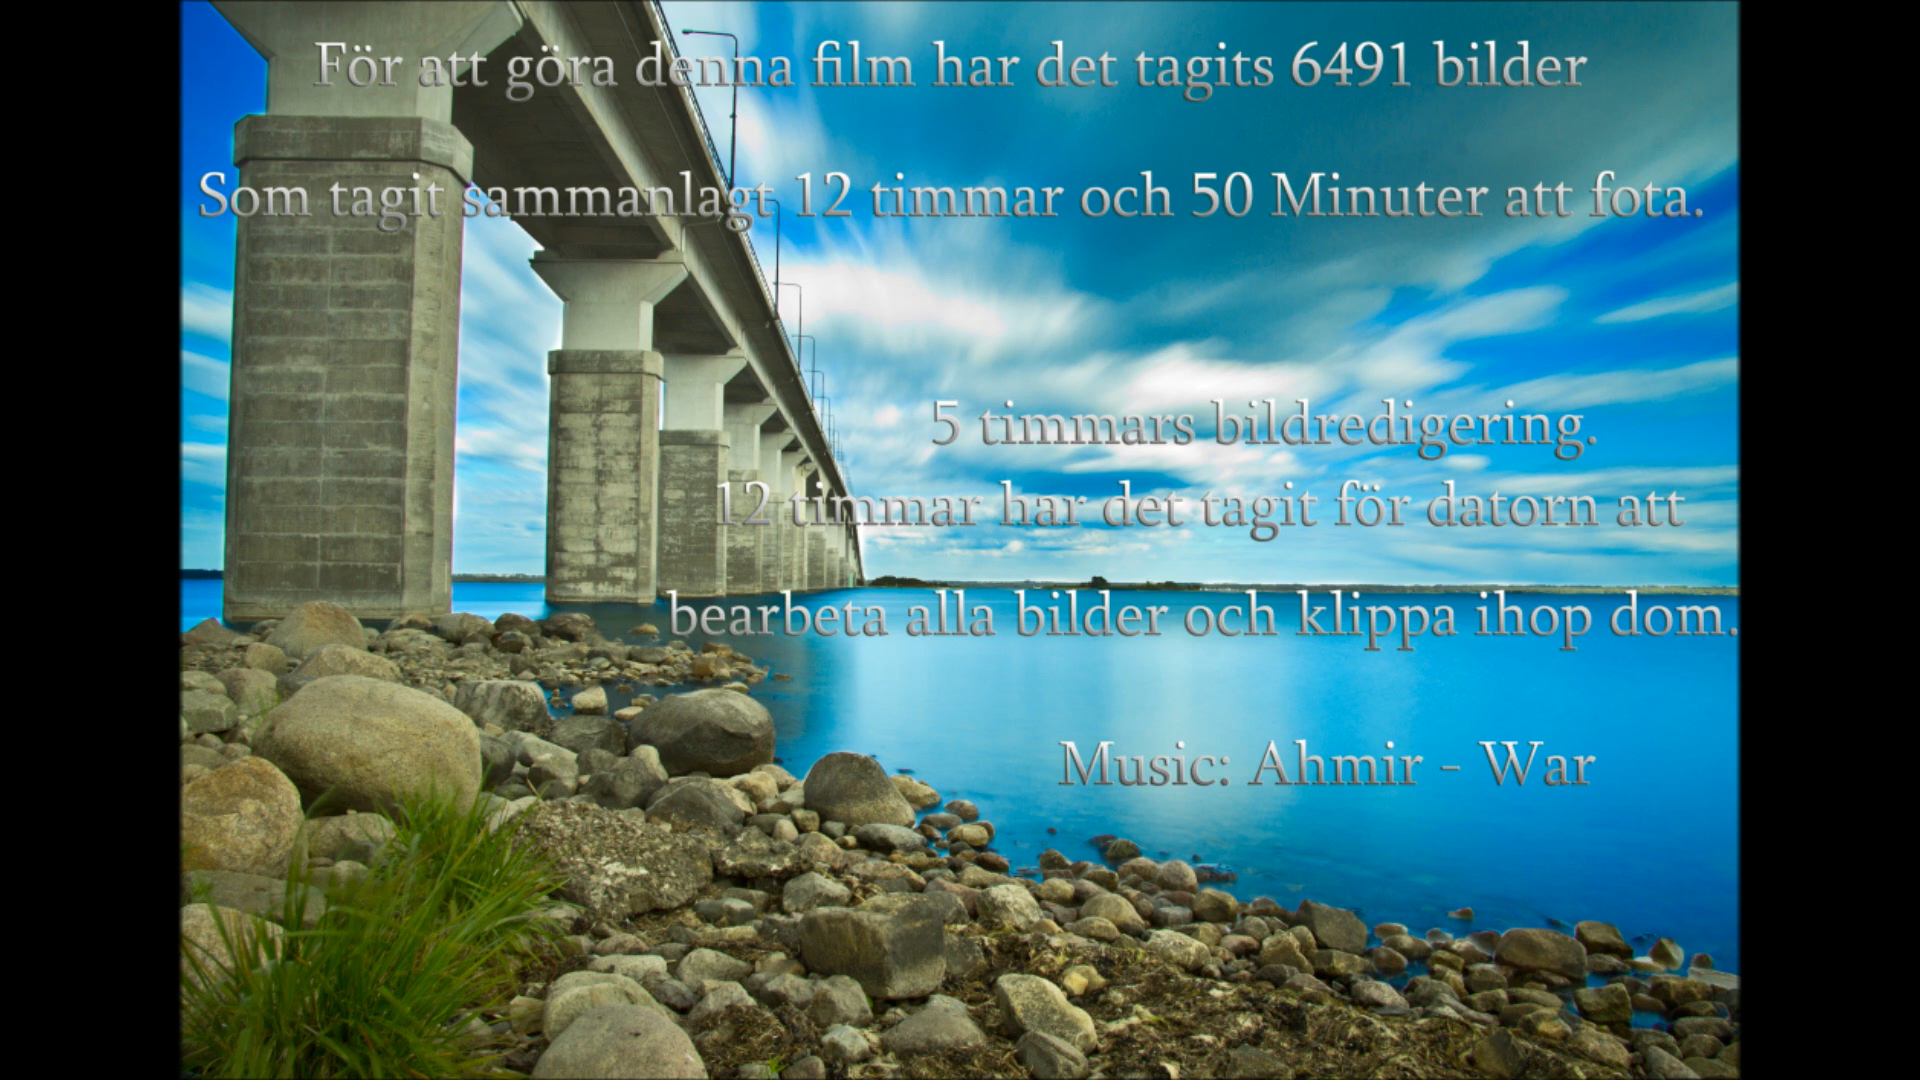 För att göra denna film har det tagits 6491 bilder
Som tagit sammanlagt 12 timmar och 50 Minuter att fota.
5 timmars bildredigering.
12 timmar har det tagit för datorn att
bearbeta alla bilder och klippa ihop dom.
Music: Ahmir - War